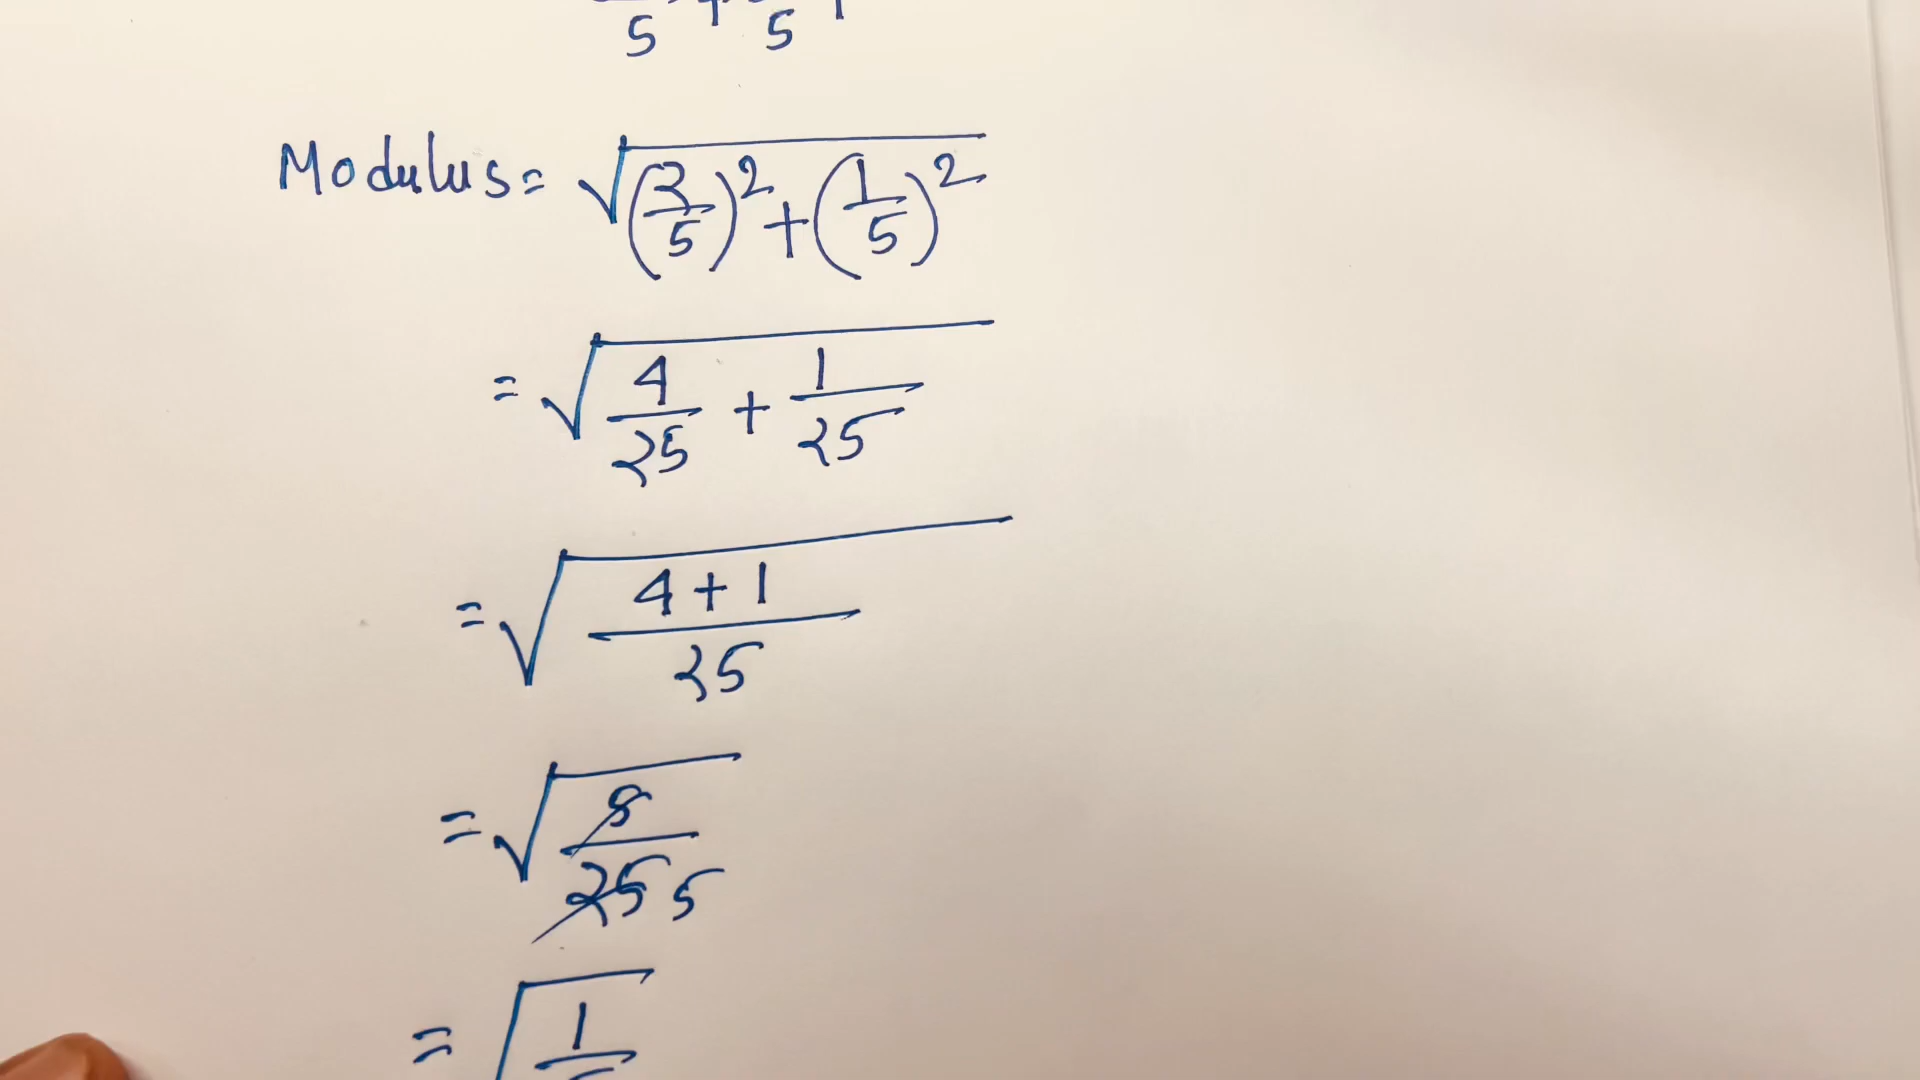 5 + 5
Modulus = √((2/5)² + (1/5)²)
= √(4/25 + 1/25)
= √((4+1)/25)
= √(5/25) 5
= √(1/